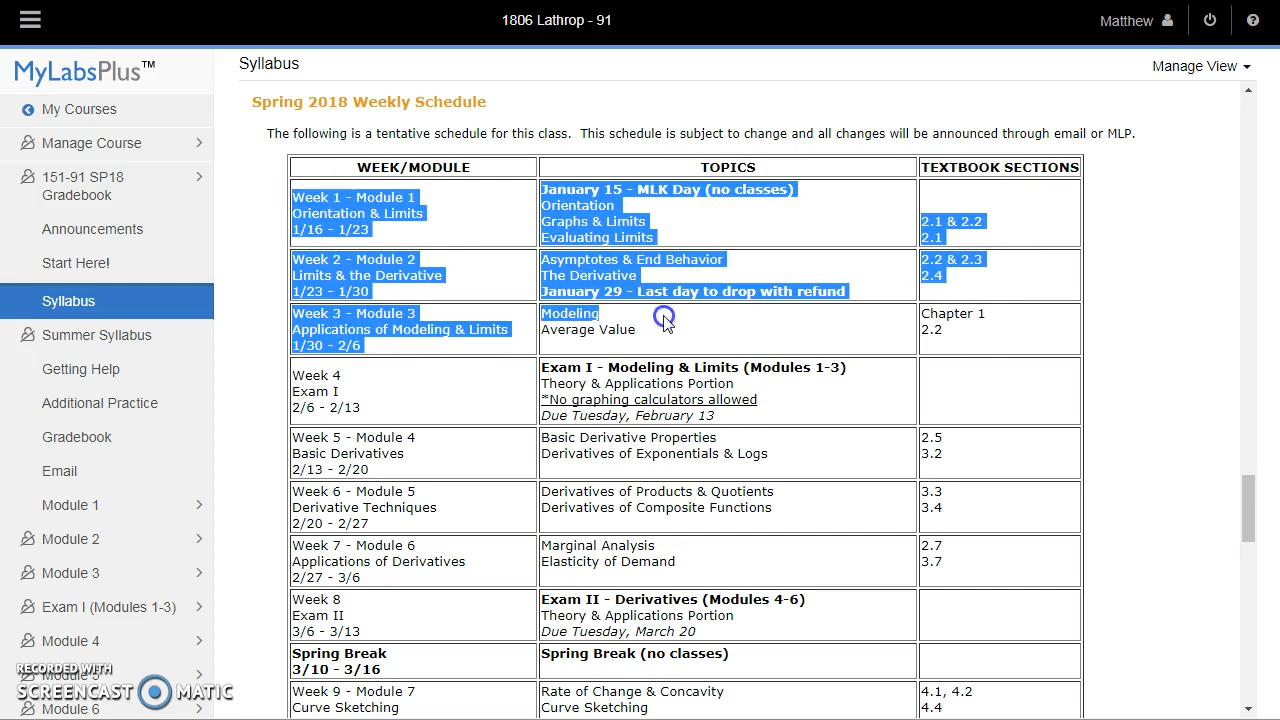 1806 Lathrop - 91
Matthew
MyLabsPlus™
My Courses
Manage Course
151-91 SP18
Gradebook
Announcements
Start Here!
Syllabus
Summer Syllabus
Getting Help
Additional Practice
Gradebook
Email
Module 1
Module 2
Module 3
Exam I (Modules 1-3)
Module 4
Module 5
Module 6
RECORDED WITH
SCREENCAST MATIC
Syllabus
Manage View
Spring 2018 Weekly Schedule
The following is a tentative schedule for this class. This schedule is subject to change and all changes will be announced through email or MLP.
WEEK/MODULE TOPICS TEXTBOOK SECTIONS
Week 1 - Module 1
Orientation & Limits
1/16 - 1/23
January 15 - MLK Day (no classes)
Orientation
Graphs & Limits
Evaluating Limits
2.1 & 2.2
2.1
Week 2 - Module 2
Limits & the Derivative
1/23 - 1/30
Asymptotes & End Behavior
The Derivative
January 29 - Last day to drop with refund
2.2 & 2.3
2.4
Week 3 - Module 3
Applications of Modeling & Limits
1/30 - 2/6
Modeling
Average Value
Chapter 1
2.2
Week 4
Exam I
2/6 - 2/13
Exam I - Modeling & Limits (Modules 1-3)
Theory & Applications Portion
*No graphing calculators allowed
Due Tuesday, February 13
Week 5 - Module 4
Basic Derivatives
2/13 - 2/20
Basic Derivative Properties
Derivatives of Exponentials & Logs
2.5
3.2
Week 6 - Module 5
Derivative Techniques
2/20 - 2/27
Derivatives of Products & Quotients
Derivatives of Composite Functions
3.3
3.4
Week 7 - Module 6
Applications of Derivatives
2/27 - 3/6
Marginal Analysis
Elasticity of Demand
2.7
3.7
Week 8
Exam II
3/6 - 3/13
Exam II - Derivatives (Modules 4-6)
Theory & Applications Portion
Due Tuesday, March 20
Spring Break
3/10 - 3/16
Spring Break (no classes)
Week 9 - Module 7
Curve Sketching
Rate of Change & Concavity
Curve Sketching
4.1, 4.2
4.4